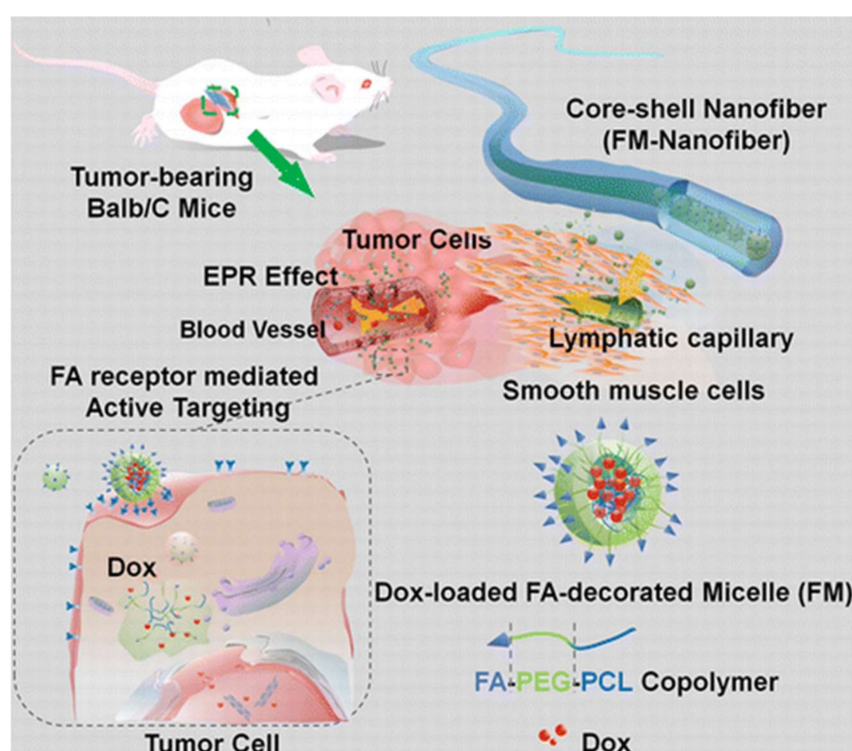 Core-shell Nanofiber
(FM-Nanofiber)
Tumor-bearing
Balb/C Mice
Tumor Cells
EPR Effect
Blood Vessel
Lymphatic capillary
FA receptor mediated
Active Targeting
Smooth muscle cells
Dox
Dox-loaded FA-decorated Micelle (FM)
FA-PEG-PCL Copolymer
Dox
Tumor Cell